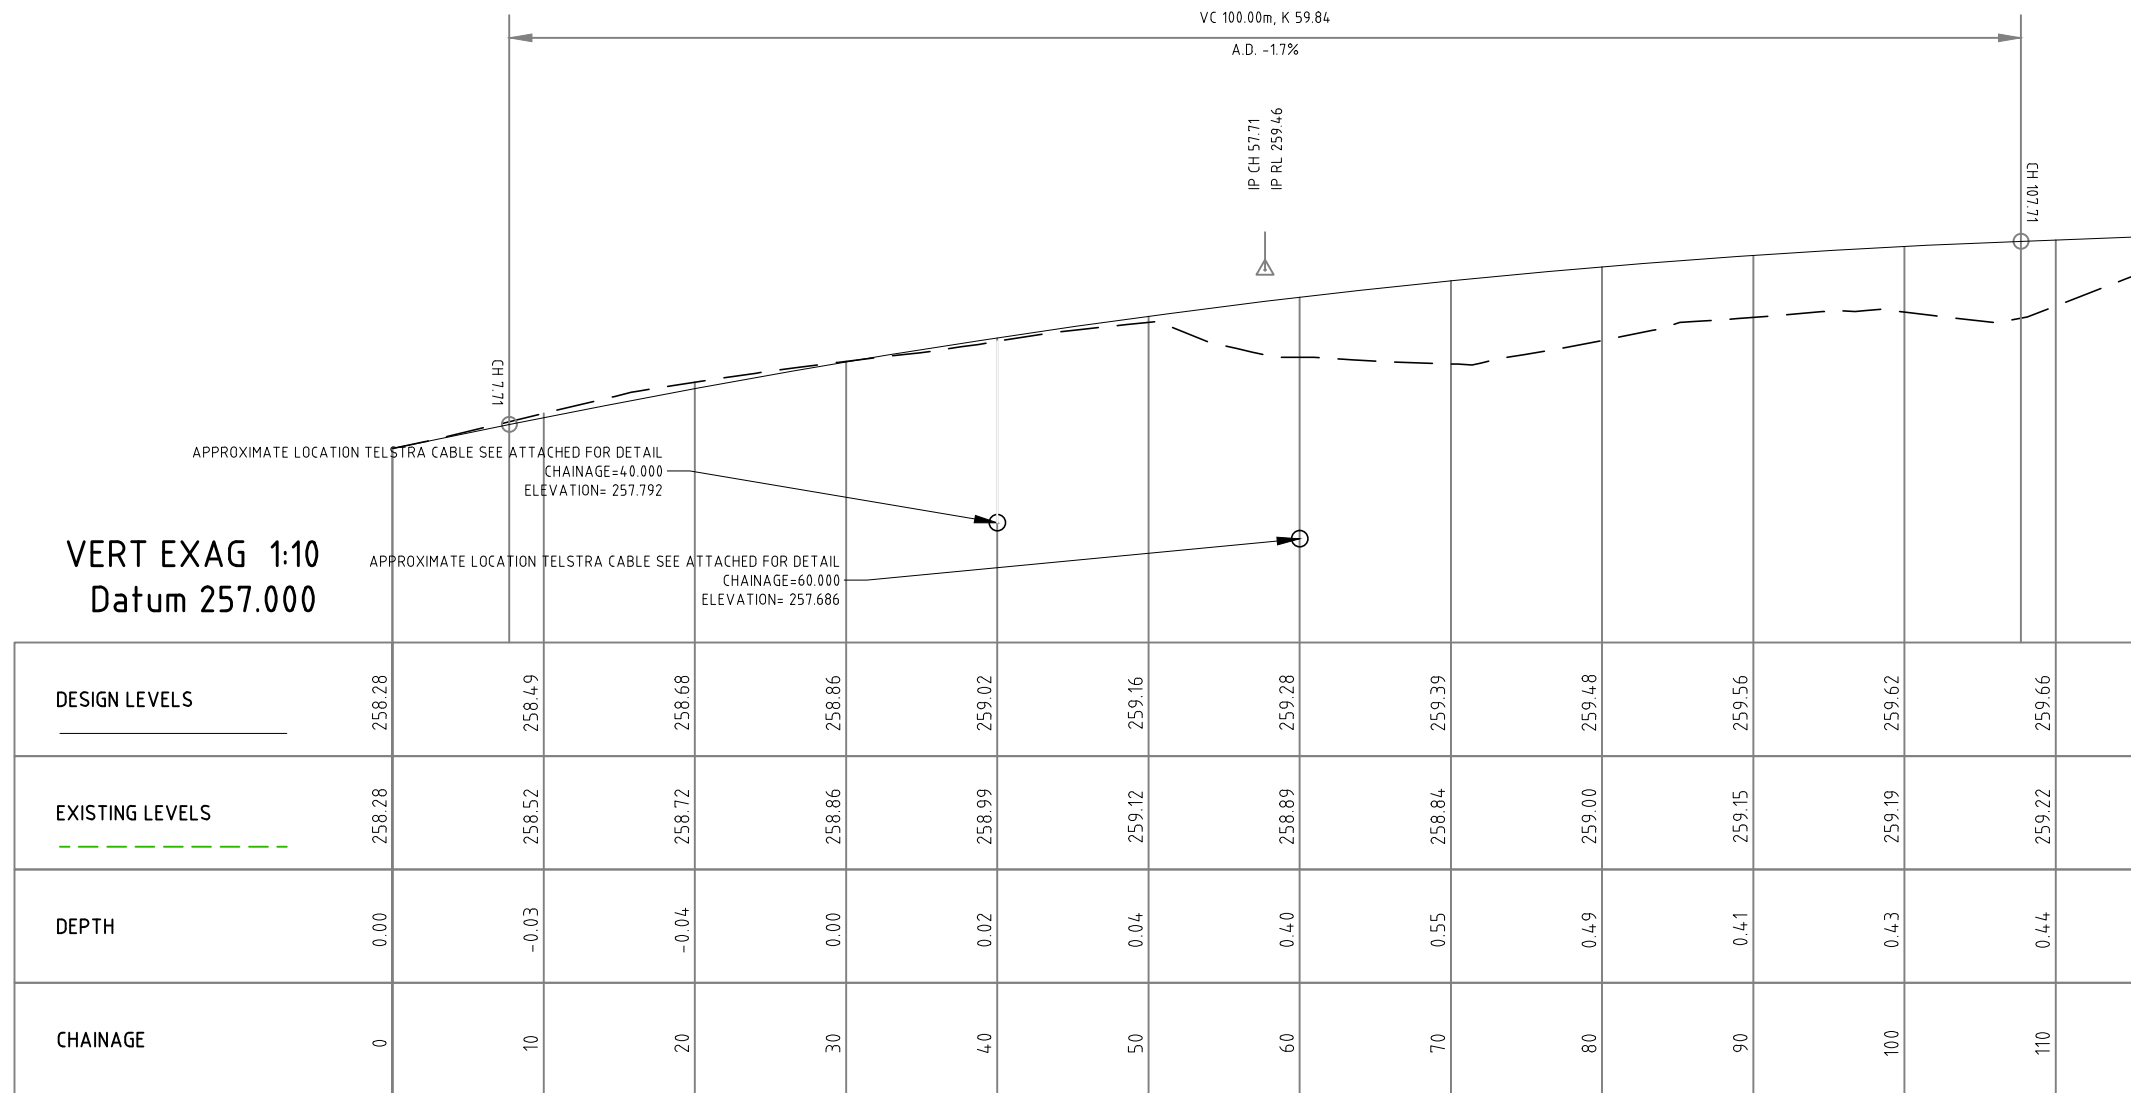 VC 100.00m, K 59.84
A.D. -1.7%
IP CH 57.71
IP RL 259.46
CH 107.71
CH 7.71
APPROXIMATE LOCATION TELSTRA CABLE SEE ATTACHED FOR DETAIL
CHAINAGE=40.000
ELEVATION= 257.792
VERT EXAG 1:10
Datum 257.000
APPROXIMATE LOCATION TELSTRA CABLE SEE ATTACHED FOR DETAIL
CHAINAGE=60.000
ELEVATION= 257.686
DESIGN LEVELS 258.28 258.49 258.68 258.86 259.02 259.16 259.28 259.39 259.48 259.56 259.62 259.66
EXISTING LEVELS 258.28 258.52 258.72 258.86 258.99 259.12 258.89 258.84 259.00 259.15 259.19 259.22
DEPTH 0.00 -0.03 -0.04 0.00 0.02 0.04 0.40 0.55 0.49 0.41 0.43 0.44
CHAINAGE 0 10 20 30 40 50 60 70 80 90 100 110